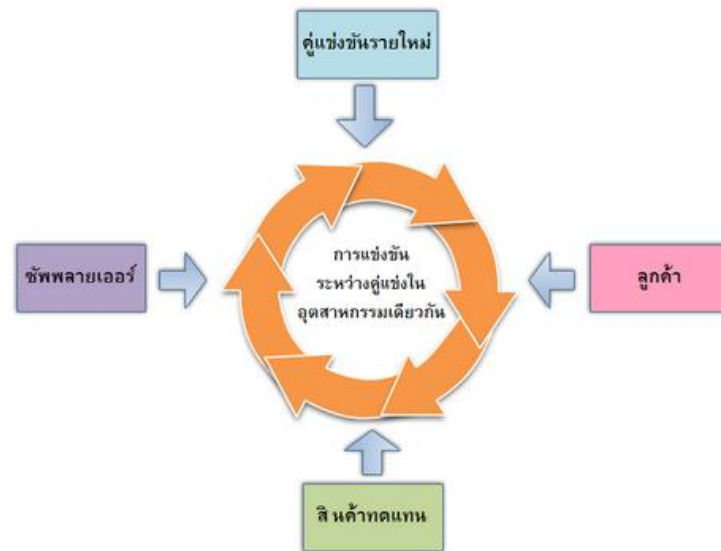 คู่แข่งขันรายใหม่
ซัพพลายเออร์
การแข่งขัน
ระหว่างคู่แข่งใน
อุตสาหกรรมเดียวกัน
ลูกค้า
สินค้าทดแทน